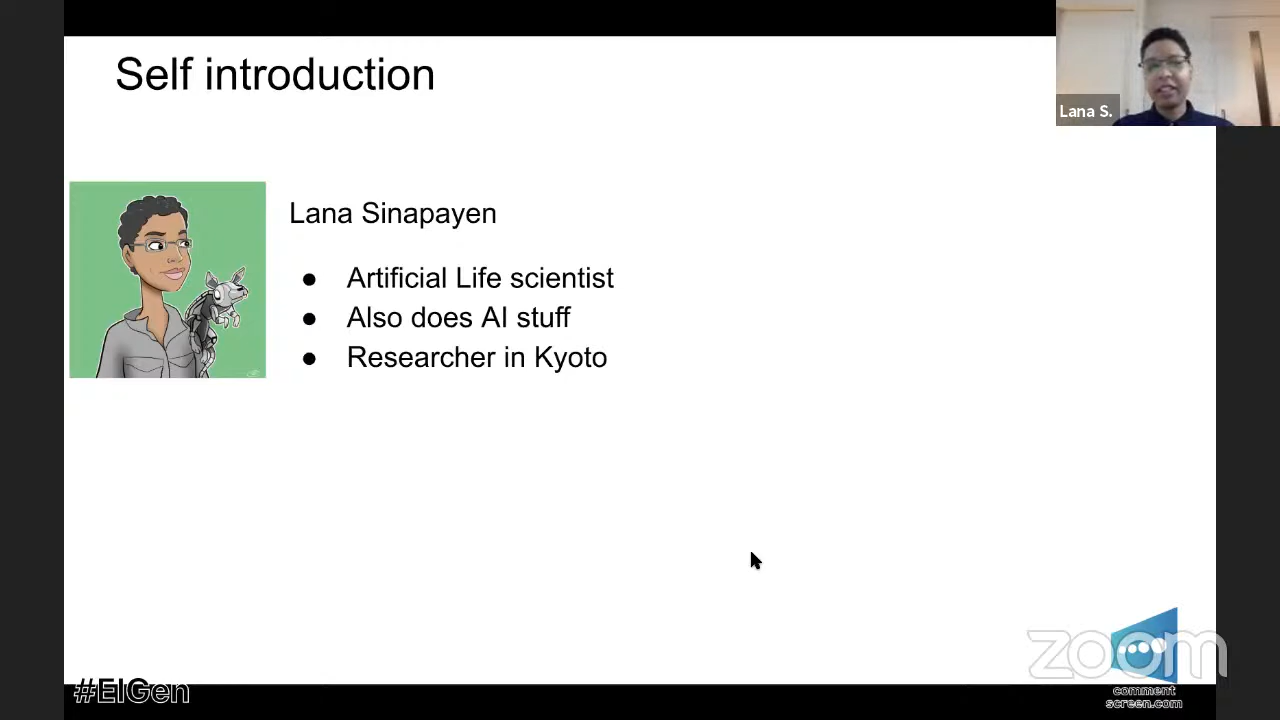 Self introduction
Lana S.
Lana Sinapayen
● Artificial Life scientist
● Also does AI stuff
● Researcher in Kyoto
zoom
#EIGen
comment
screen.com